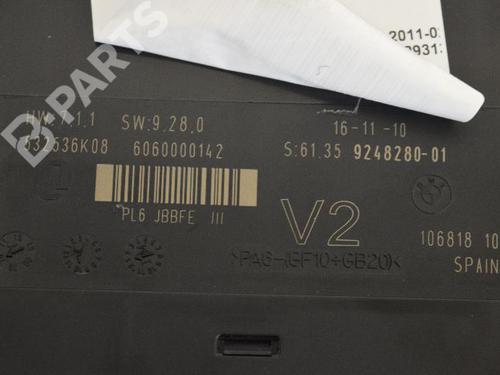 B-PARTS
2011-0
HW:7.1.1 SW:9.28.0 16-11-10
632636K08 6060000142 S:61.35 9248280-01
PL6 JBBFE III
V2
106818 10
>PA6-(GF10+GB20)<
SPAIN